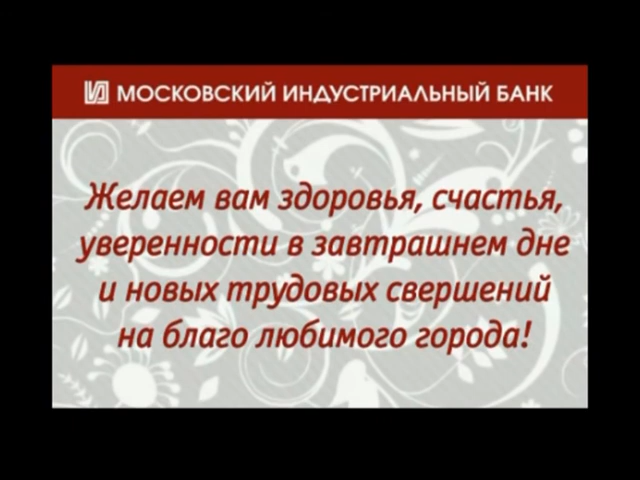 МОСКОВСКИЙ ИНДУСТРИАЛЬНЫЙ БАНК
Желаем вам здоровья, счастья,
уверенности в завтрашнем дне
и новых трудовых свершений
на благо любимого города!